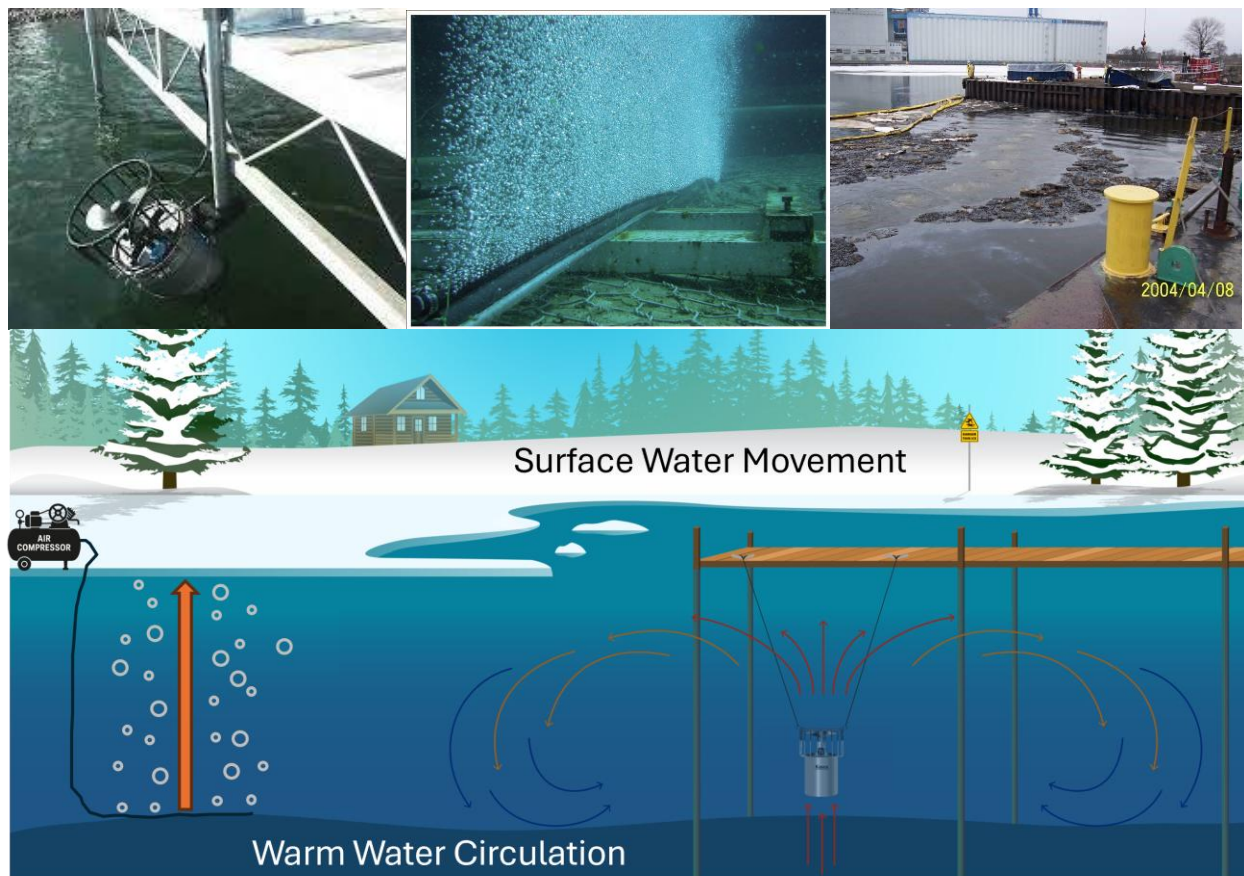 2004/04/08
Surface Water Movement
AIR
COMPRESSOR
Warm Water Circulation